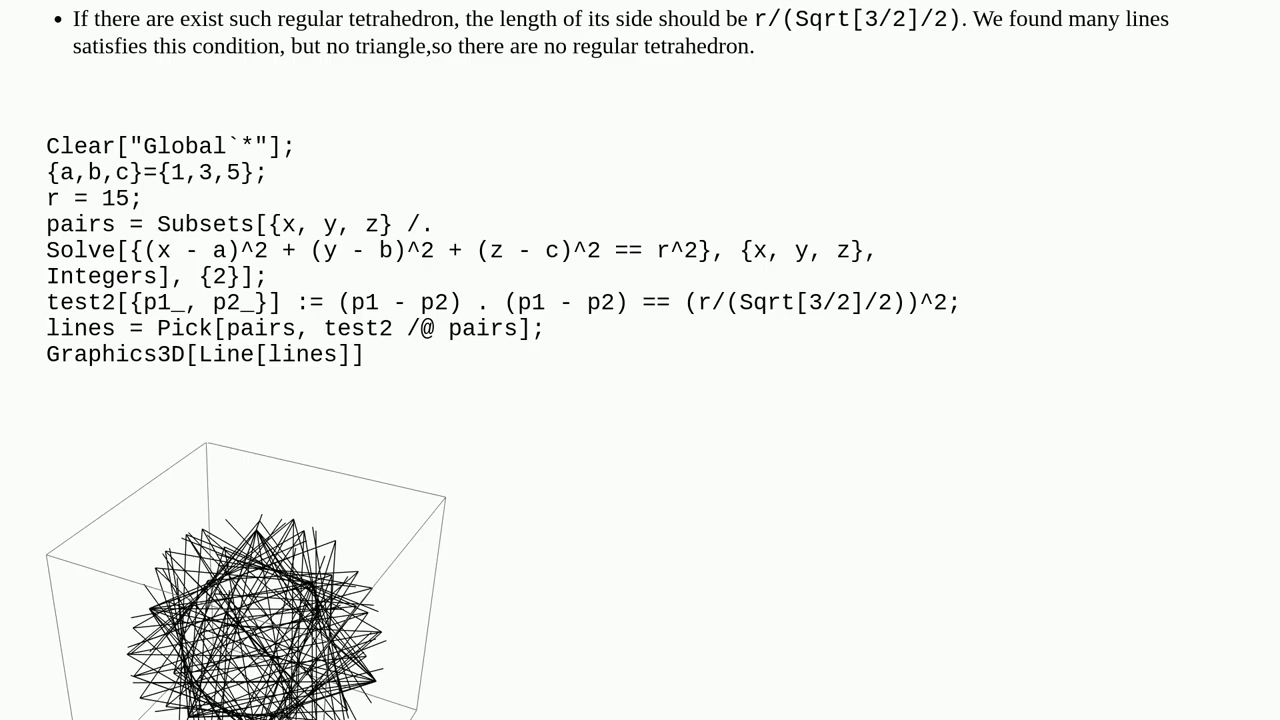 • If there are exist such regular tetrahedron, the length of its side should be r/(Sqrt[3/2]/2). We found many lines
satisfies this condition, but no triangle,so there are no regular tetrahedron.
Clear["Global`*"];
{a,b,c}={1,3,5};
r = 15;
pairs = Subsets[{x, y, z} /.
Solve[{(x - a)^2 + (y - b)^2 + (z - c)^2 == r^2}, {x, y, z},
Integers], {2}];
test2[{p1_, p2_}] := (p1 - p2) . (p1 - p2) == (r/(Sqrt[3/2]/2))^2;
lines = Pick[pairs, test2 /@ pairs];
Graphics3D[Line[lines]]